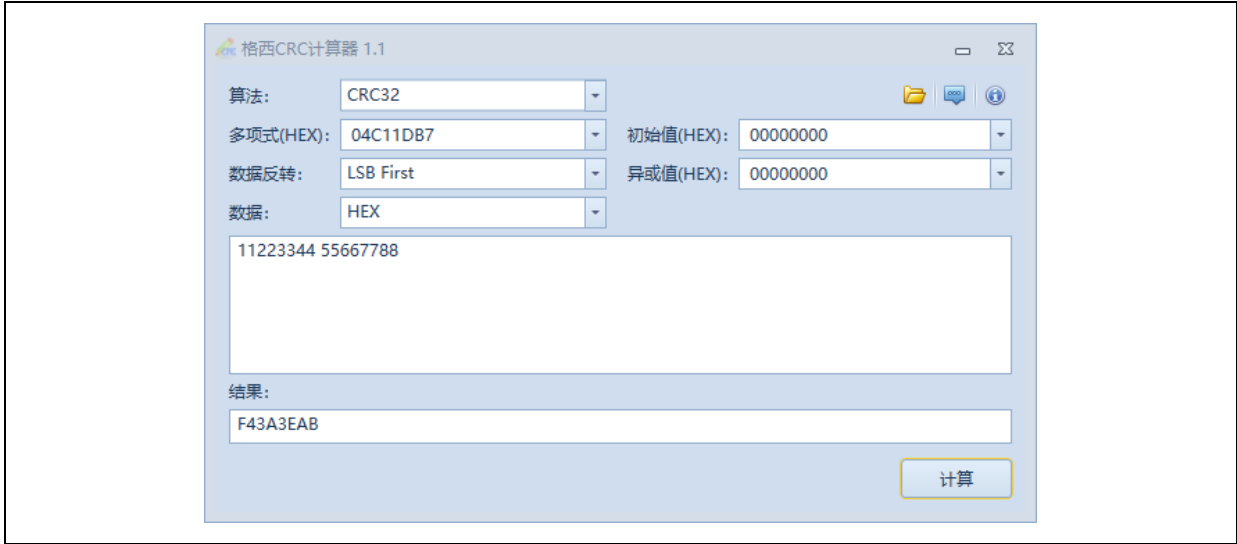 格西CRC计算器 1.1
算法: CRC32
多项式(HEX): 04C11DB7 初始值(HEX): 00000000
数据反转: LSB First 异或值(HEX): 00000000
数据: HEX
11223344 55667788
结果:
F43A3EAB
计算